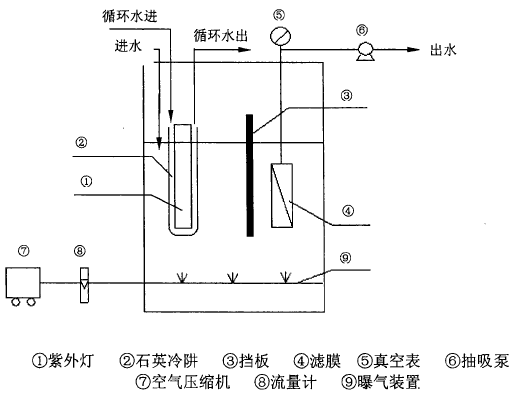 循环水进
⑤
循环水出
⑥
进水
出水
③
②
①
④
⑦
⑧
⑨
①紫外灯 ②石英冷阱 ③挡板 ④滤膜 ⑤真空表 ⑥抽吸泵
⑦空气压缩机 ⑧流量计 ⑨曝气装置